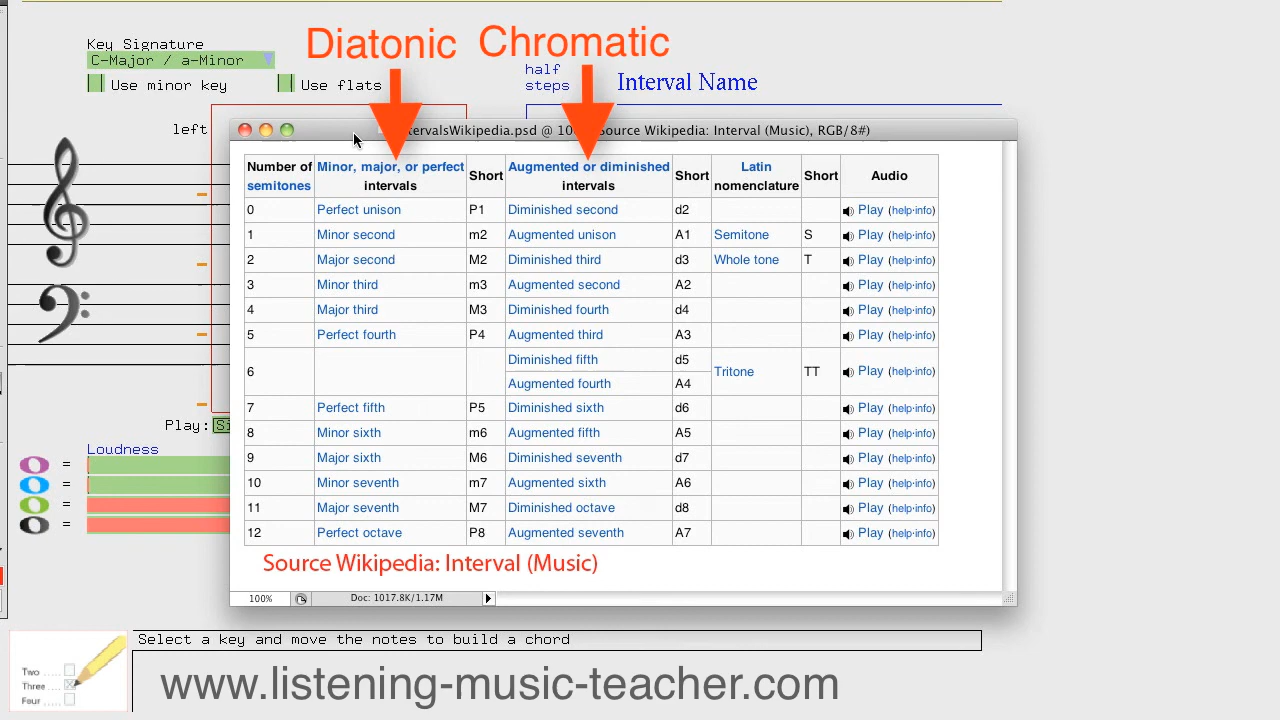 Diatonic Chromatic
Key Signature
C-Major / a-Minor
Use minor key Use flats
half
steps
Interval Name
left
ervalsWikipedia.psd @ 10 Source Wikipedia: Interval (Music), RGB/8#)
Number of semitones Minor, major, or perfect intervals Short Augmented or diminished intervals Short Latin nomenclature Short Audio
0 Perfect unison P1 Diminished second d2 Play (help·info)
1 Minor second m2 Augmented unison A1 Semitone S Play (help·info)
2 Major second M2 Diminished third d3 Whole tone T Play (help·info)
3 Minor third m3 Augmented second A2 Play (help·info)
4 Major third M3 Diminished fourth d4 Play (help·info)
5 Perfect fourth P4 Augmented third A3 Play (help·info)
6 Diminished fifth d5 Tritone TT Play (help·info)
Augmented fourth A4
7 Perfect fifth P5 Diminished sixth d6 Play (help·info)
8 Minor sixth m6 Augmented fifth A5 Play (help·info)
9 Major sixth M6 Diminished seventh d7 Play (help·info)
10 Minor seventh m7 Augmented sixth A6 Play (help·info)
11 Major seventh M7 Diminished octave d8 Play (help·info)
12 Perfect octave P8 Augmented seventh A7 Play (help·info)
Source Wikipedia: Interval (Music)
100% Doc: 1017.8K/1.17M
Play:
Loudness
=
=
=
=
Select a key and move the notes to build a chord
Two .....
Three ....
Four ....
www.listening-music-teacher.com